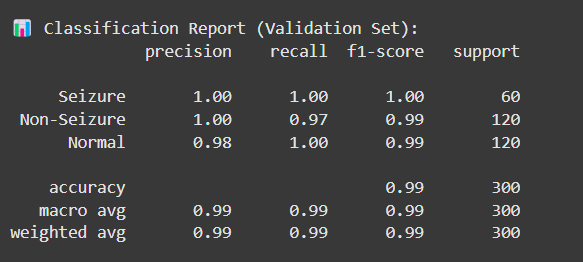 📊 Classification Report (Validation Set):
precision recall f1-score support
Seizure 1.00 1.00 1.00 60
Non-Seizure 1.00 0.97 0.99 120
Normal 0.98 1.00 0.99 120
accuracy 0.99 300
macro avg 0.99 0.99 0.99 300
weighted avg 0.99 0.99 0.99 300